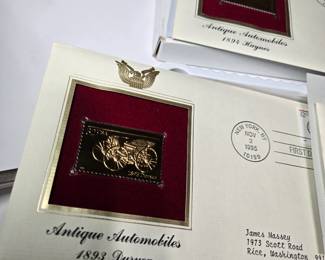 Antique Automobiles
1894 Haynes
NEW YORK, NY
NOV
3
1995
10199
FIRST D
Antique Automobiles
1893 Duryea
James Massey
1973 Scott Road
Rice, Washington